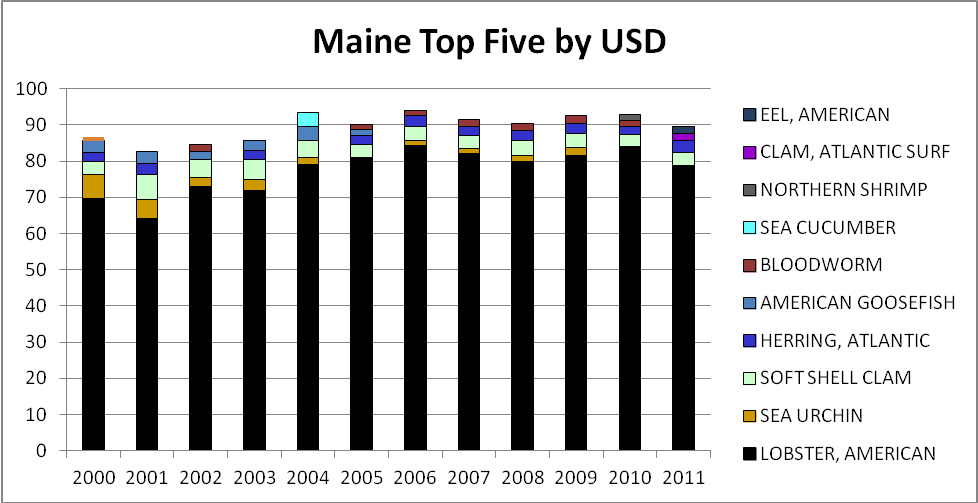 Maine Top Five by USD
100
90
80
70
60
50
40
30
20
10
0
2000 2001 2002 2003 2004 2005 2006 2007 2008 2009 2010 2011
EEL, AMERICAN
CLAM, ATLANTIC SURF
NORTHERN SHRIMP
SEA CUCUMBER
BLOODWORM
AMERICAN GOOSEFISH
HERRING, ATLANTIC
SOFT SHELL CLAM
SEA URCHIN
LOBSTER, AMERICAN